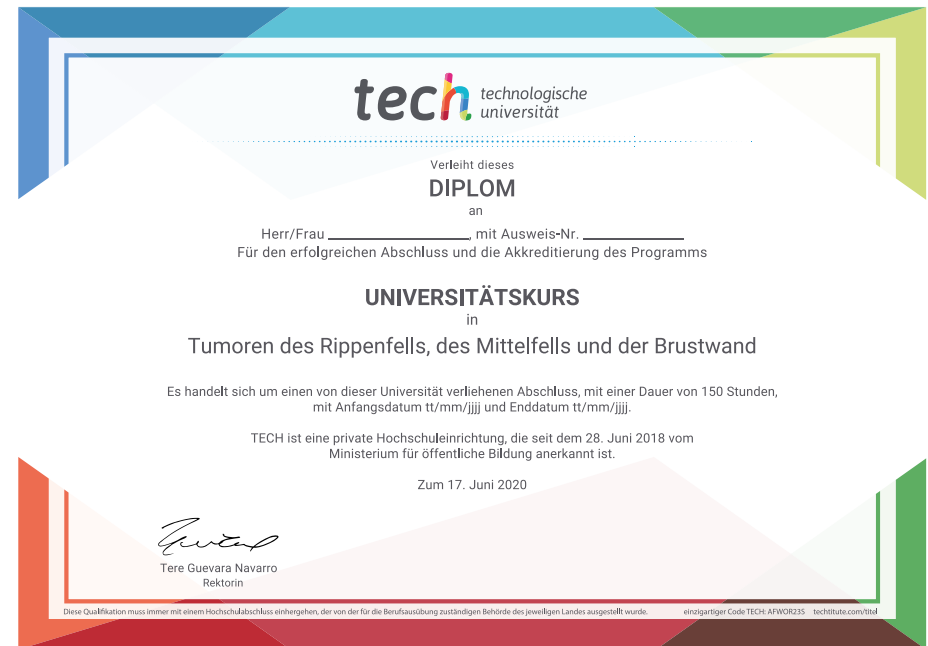 tech technologische
universität
Verleiht dieses
DIPLOM
an
Herr/Frau ____________________, mit Ausweis-Nr. ______________
Für den erfolgreichen Abschluss und die Akkreditierung des Programms
UNIVERSITÄTSKURS
in
Tumoren des Rippenfells, des Mittelfells und der Brustwand
Es handelt sich um einen von dieser Universität verliehenen Abschluss, mit einer Dauer von 150 Stunden,
mit Anfangsdatum tt/mm/jjjj und Enddatum tt/mm/jjjj.
TECH ist eine private Hochschuleinrichtung, die seit dem 28. Juni 2018 vom
Ministerium für öffentliche Bildung anerkannt ist.
Zum 17. Juni 2020
Tere Guevara Navarro
Rektorin
Diese Qualifikation muss immer mit einem Hochschulabschluss einhergehen, der von der für die Berufsausübung zuständigen Behörde des jeweiligen Landes ausgestellt wurde. einzigartiger Code TECH: AFWOR23S techtitute.com/titel